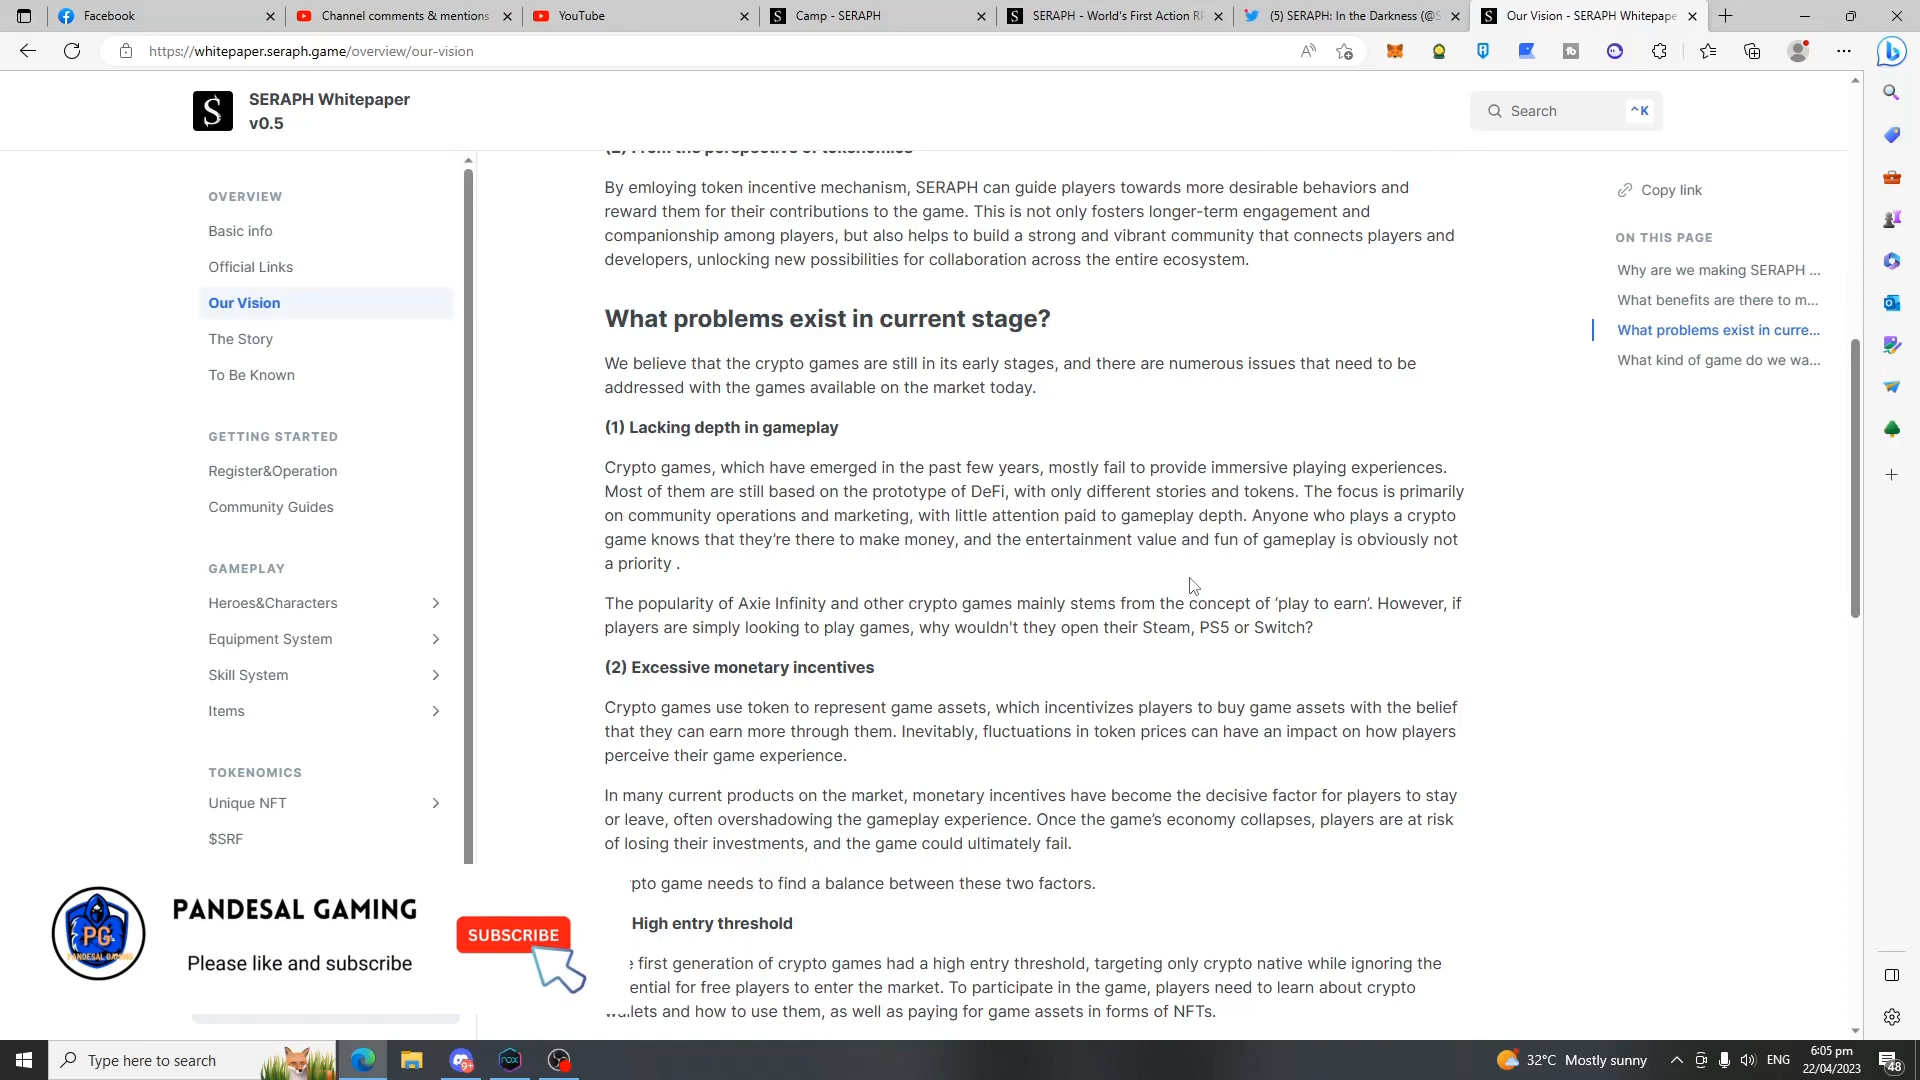 Facebook
Channel comments & mentions
YouTube
Camp - SERAPH
SERAPH - World's First Action RP
(5) SERAPH: In the Darkness (@S
Our Vision - SERAPH Whitepape
https://whitepaper.seraph.game/overview/our-vision
SERAPH Whitepaper
v0.5
Search
^K
OVERVIEW
Basic info
Official Links
Our Vision
The Story
To Be Known
GETTING STARTED
Register&Operation
Community Guides
GAMEPLAY
Heroes&Characters
Equipment System
Skill System
Items
TOKENOMICS
Unique NFT
$SRF
(2) From the perspective of tokenomics
By emloying token incentive mechanism, SERAPH can guide players towards more desirable behaviors and
reward them for their contributions to the game. This is not only fosters longer-term engagement and
companionship among players, but also helps to build a strong and vibrant community that connects players and
developers, unlocking new possibilities for collaboration across the entire ecosystem.
What problems exist in current stage?
We believe that the crypto games are still in its early stages, and there are numerous issues that need to be
addressed with the games available on the market today.
(1) Lacking depth in gameplay
Crypto games, which have emerged in the past few years, mostly fail to provide immersive playing experiences.
Most of them are still based on the prototype of DeFi, with only different stories and tokens. The focus is primarily
on community operations and marketing, with little attention paid to gameplay depth. Anyone who plays a crypto
game knows that they're there to make money, and the entertainment value and fun of gameplay is obviously not
a priority .
The popularity of Axie Infinity and other crypto games mainly stems from the concept of ‘play to earn’. However, if
players are simply looking to play games, why wouldn't they open their Steam, PS5 or Switch?
(2) Excessive monetary incentives
Crypto games use token to represent game assets, which incentivizes players to buy game assets with the belief
that they can earn more through them. Inevitably, fluctuations in token prices can have an impact on how players
perceive their game experience.
In many current products on the market, monetary incentives have become the decisive factor for players to stay
or leave, often overshadowing the gameplay experience. Once the game's economy collapses, players are at risk
of losing their investments, and the game could ultimately fail.
pto game needs to find a balance between these two factors.
High entry threshold
first generation of crypto games had a high entry threshold, targeting only crypto native while ignoring the
ential for free players to enter the market. To participate in the game, players need to learn about crypto
wallets and how to use them, as well as paying for game assets in forms of NFTs.
Copy link
ON THIS PAGE
Why are we making SERAPH ...
What benefits are there to m...
What problems exist in curre...
What kind of game do we wa...
PG
PANDESAL GAMING
PANDESAL GAMING
Please like and subscribe
SUBSCRIBE
Type here to search
9+
nox
32°C Mostly sunny
ENG
6:05 pm
22/04/2023
48